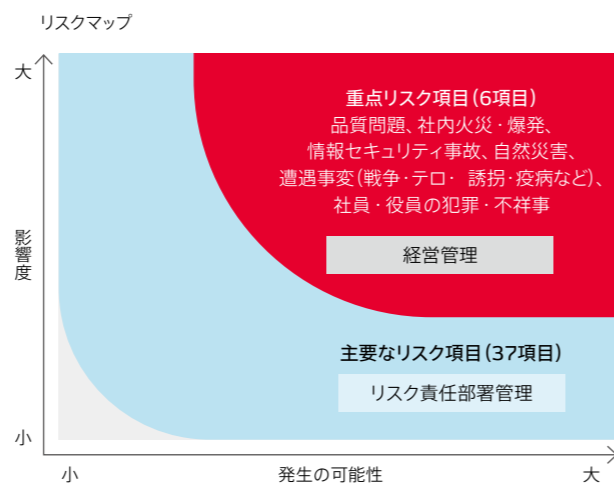 リスクマップ
大
重点リスク項目(6項目)
品質問題、社内火災・爆発、
情報セキュリティ事故、自然災害、
遭遇事変(戦争・テロ・ 誘拐・疫病など)、
社員・役員の犯罪・不祥事
経営管理
影響度
主要なリスク項目(37項目)
リスク責任部署管理
小
小
発生の可能性
大